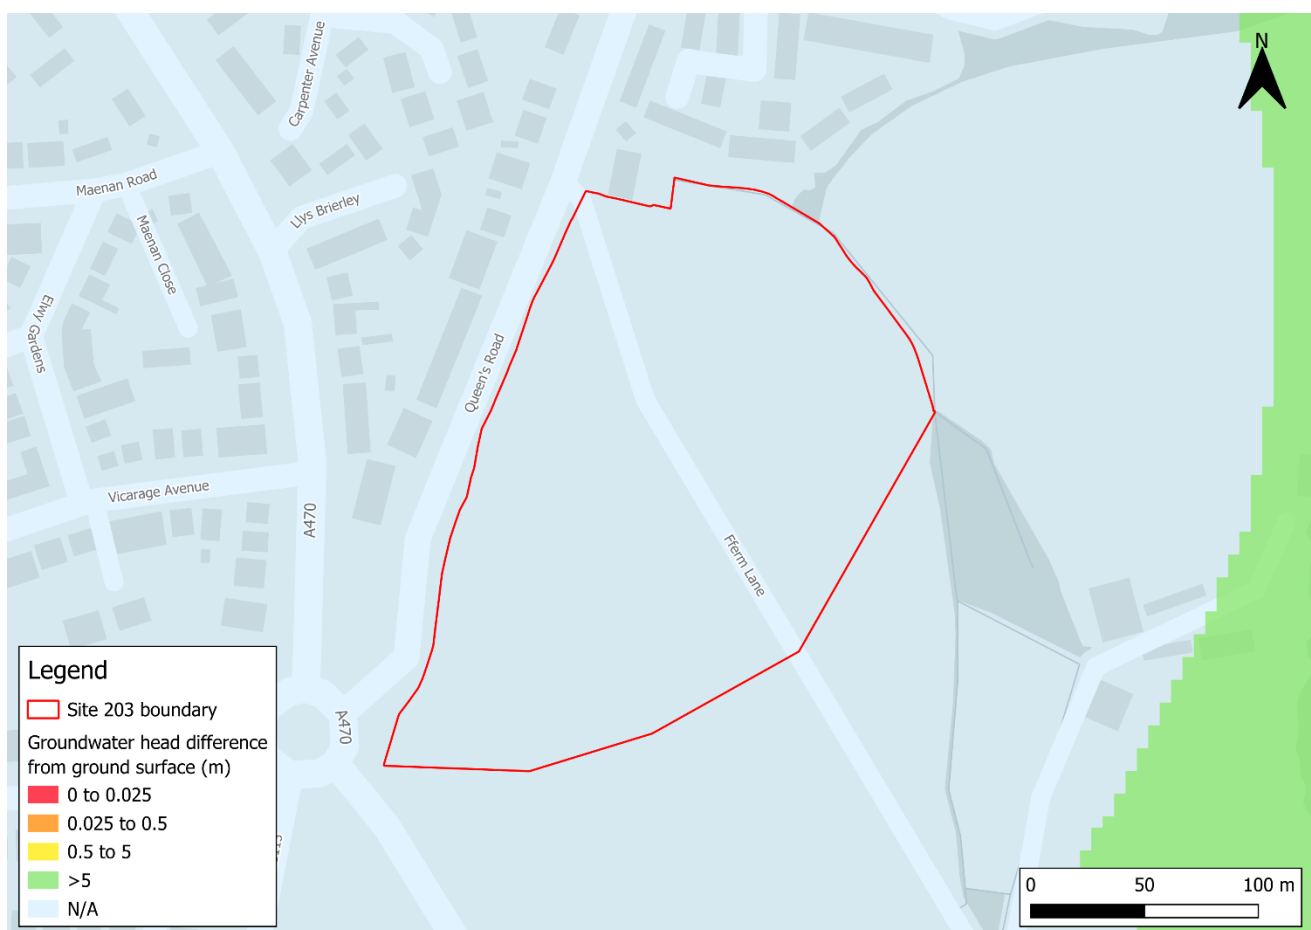 N
Carpenter Avenue
Maenan Road
Llys Brierley
Maenan Close
Elwy Gardens
Queen's Road
Vicarage Avenue
A470
Fferm Lane
A470
Legend
Site 203 boundary
Groundwater head difference
from ground surface (m)
0 to 0.025
0.025 to 0.5
0.5 to 5
>5
N/A
0 50 100 m